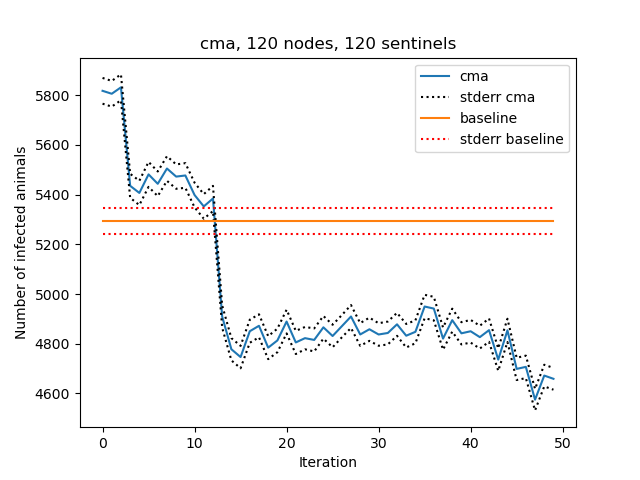 cma, 120 nodes, 120 sentinels
cma
stderr cma
baseline
stderr baseline
Number of infected animals
5800
5600
5400
5200
5000
4800
4600
0
10
20
30
40
50
Iteration